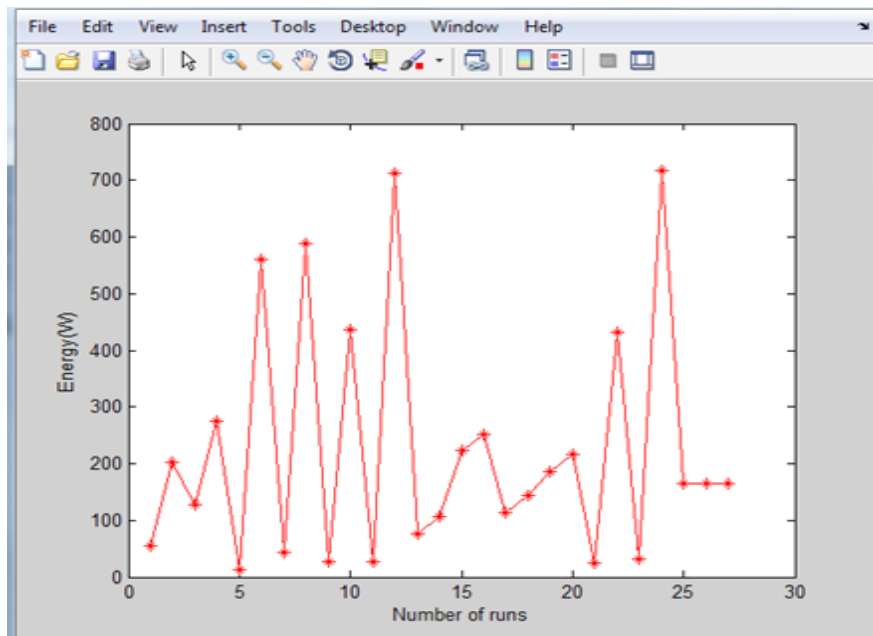 File Edit View Insert Tools Desktop Window Help
800
700
600
500
400
300
200
100
0
Energy(W)
0 5 10 15 20 25 30
Number of runs